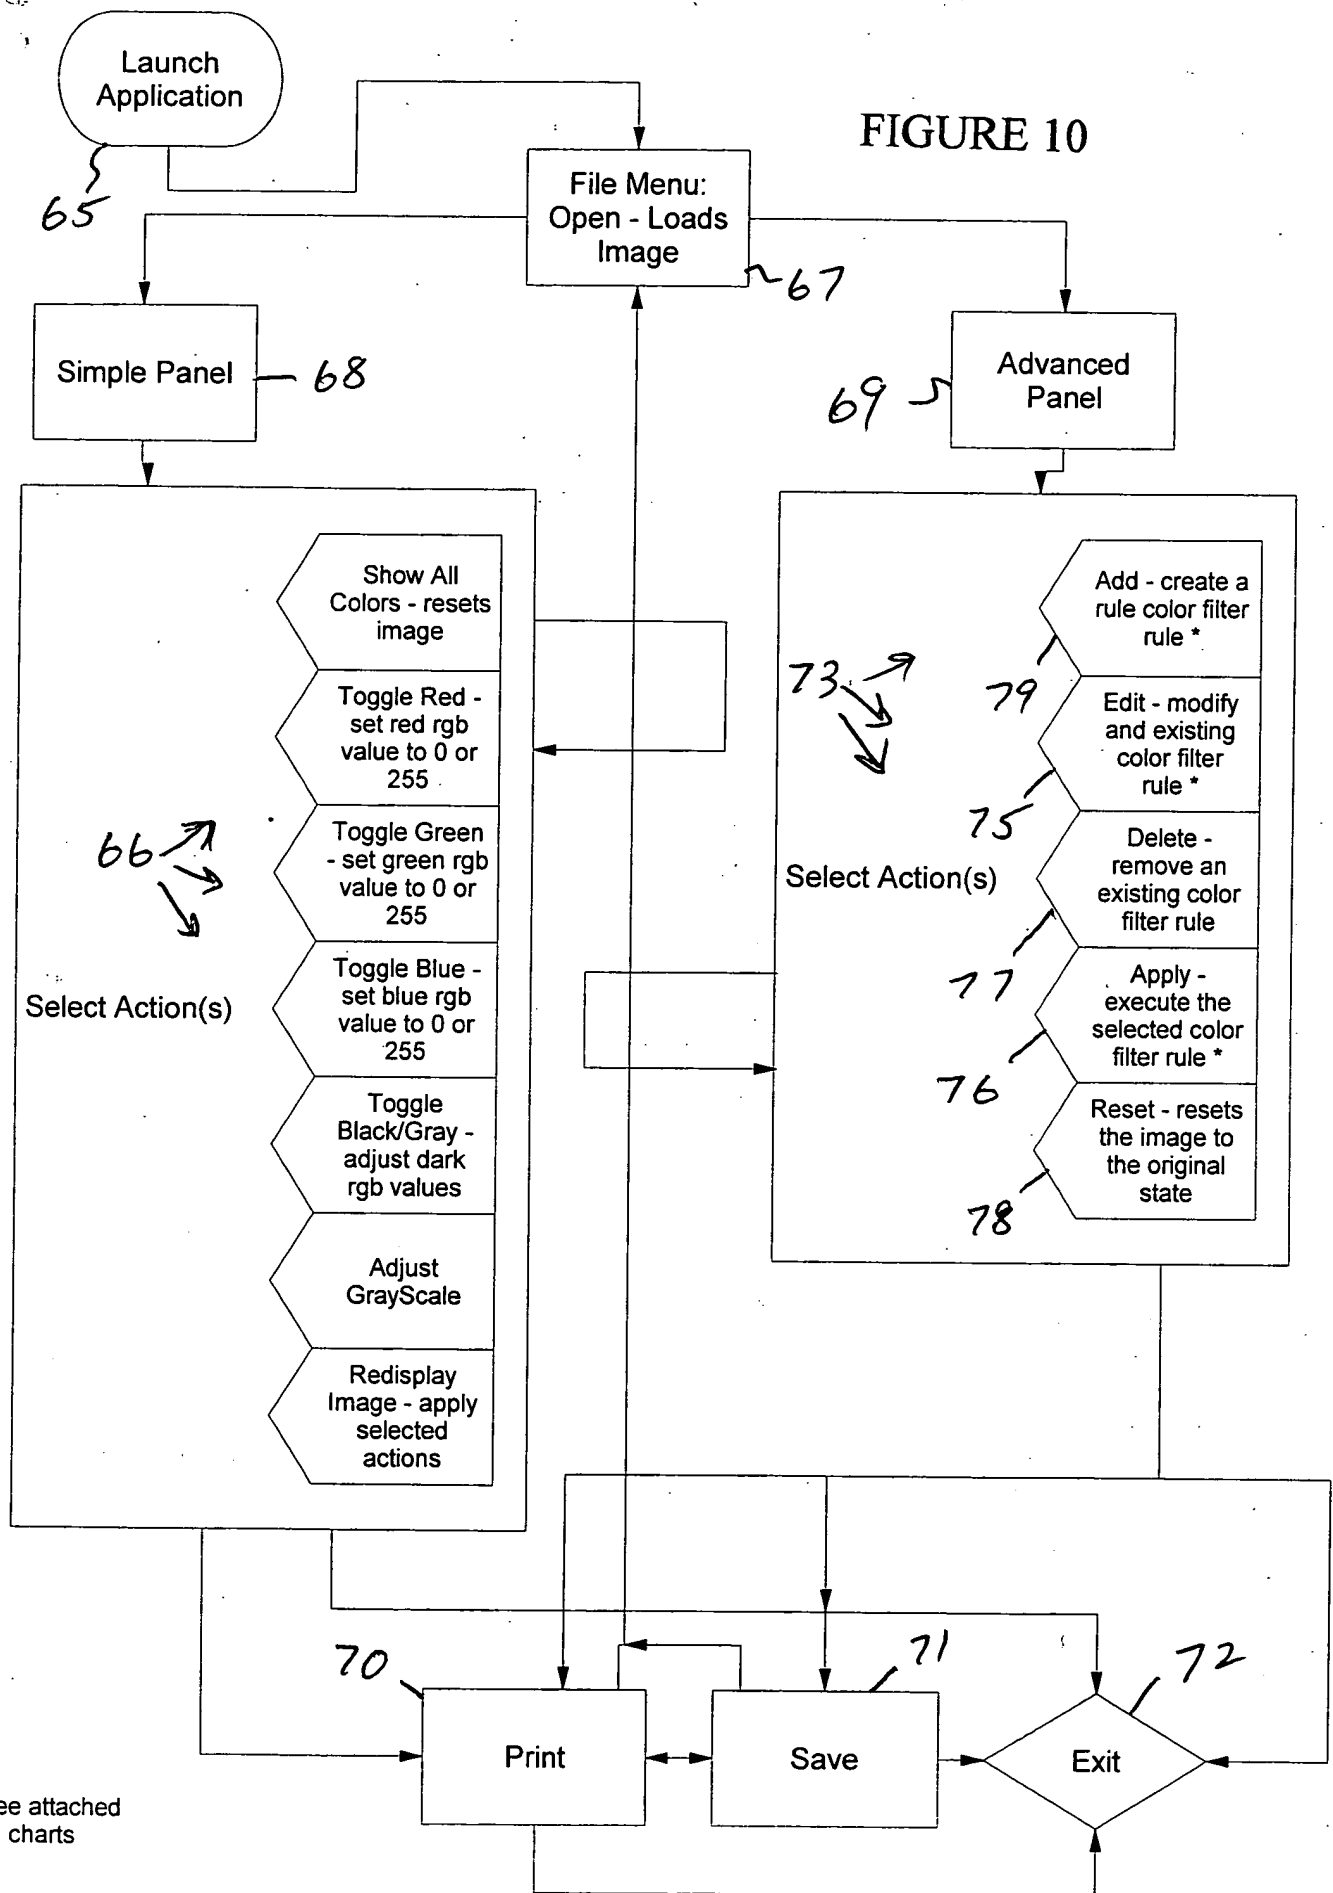 Launch
Application
65
FIGURE 10
File Menu:
Open - Loads
Image
67
Simple Panel
68
Advanced
Panel
69
Show All
Colors - resets
image
Toggle Red -
set red rgb
value to 0 or
255
Toggle Green
- set green rgb
value to 0 or
255
Toggle Blue -
set blue rgb
value to 0 or
255
Toggle
Black/Gray -
adjust dark
rgb values
Adjust
GrayScale
Redisplay
Image - apply
selected
actions
66
Select Action(s)
73
Select Action(s)
Add - create a
rule color filter
rule *
79
Edit - modify
and existing
color filter
rule *
75
Delete -
remove an
existing color
filter rule
77
Apply -
execute the
selected color
filter rule *
76
Reset - resets
the image to
the original
state
78
70
Print
71
Save
72
Exit
ee attached
charts